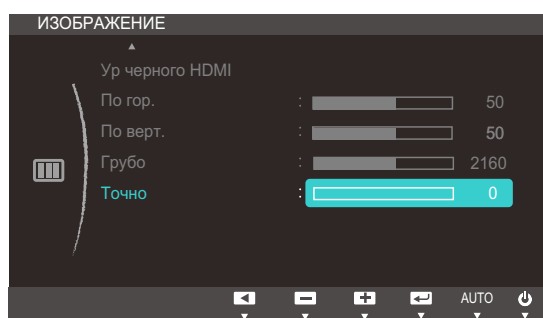 ИЗОБРАЖЕНИЕ
Ур черного HDMI
По гор. : 50
По верт. : 50
Грубо : 2160
Точно : 0
AUTO